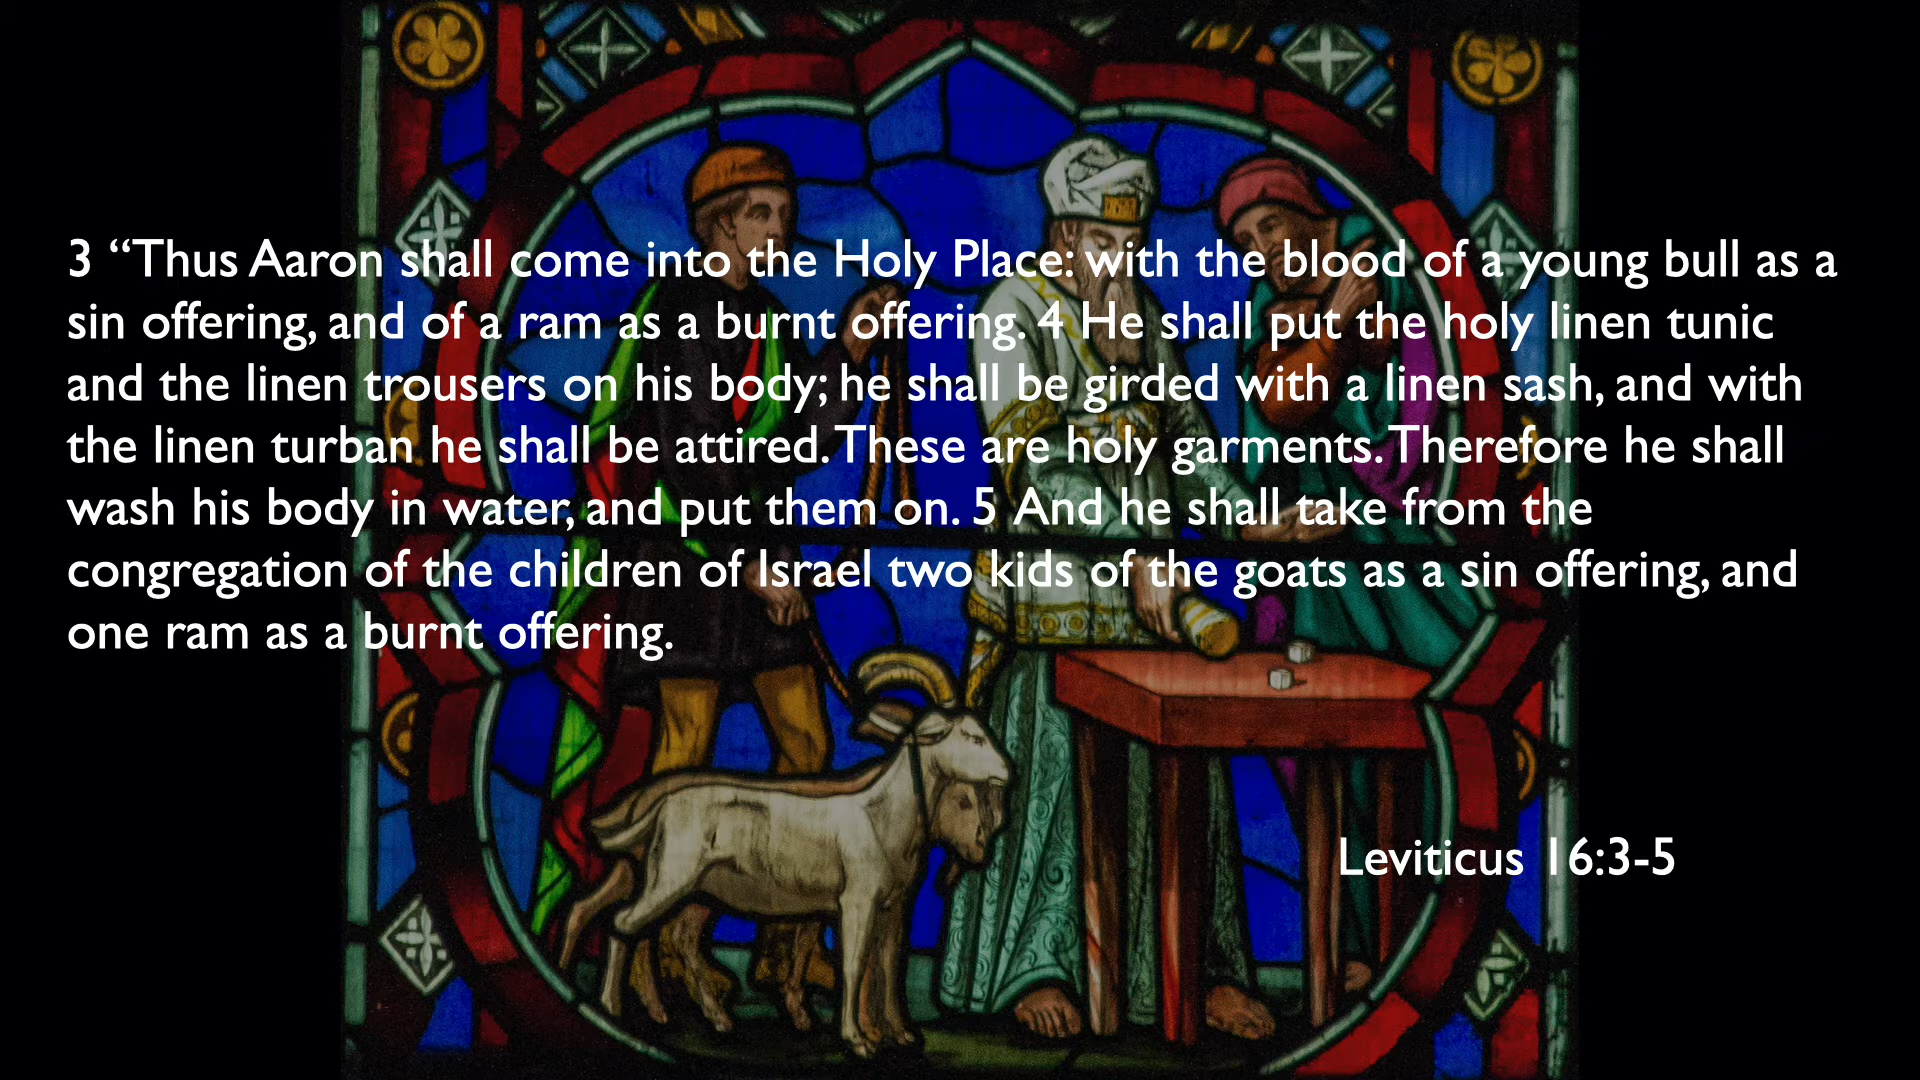 3 “Thus Aaron shall come into the Holy Place: with the blood of a young bull as a
sin offering, and of a ram as a burnt offering. 4 He shall put the holy linen tunic
and the linen trousers on his body; he shall be girded with a linen sash, and with
the linen turban he shall be attired. These are holy garments. Therefore he shall
wash his body in water, and put them on. 5 And he shall take from the
congregation of the children of Israel two kids of the goats as a sin offering, and
one ram as a burnt offering.
Leviticus 16:3-5